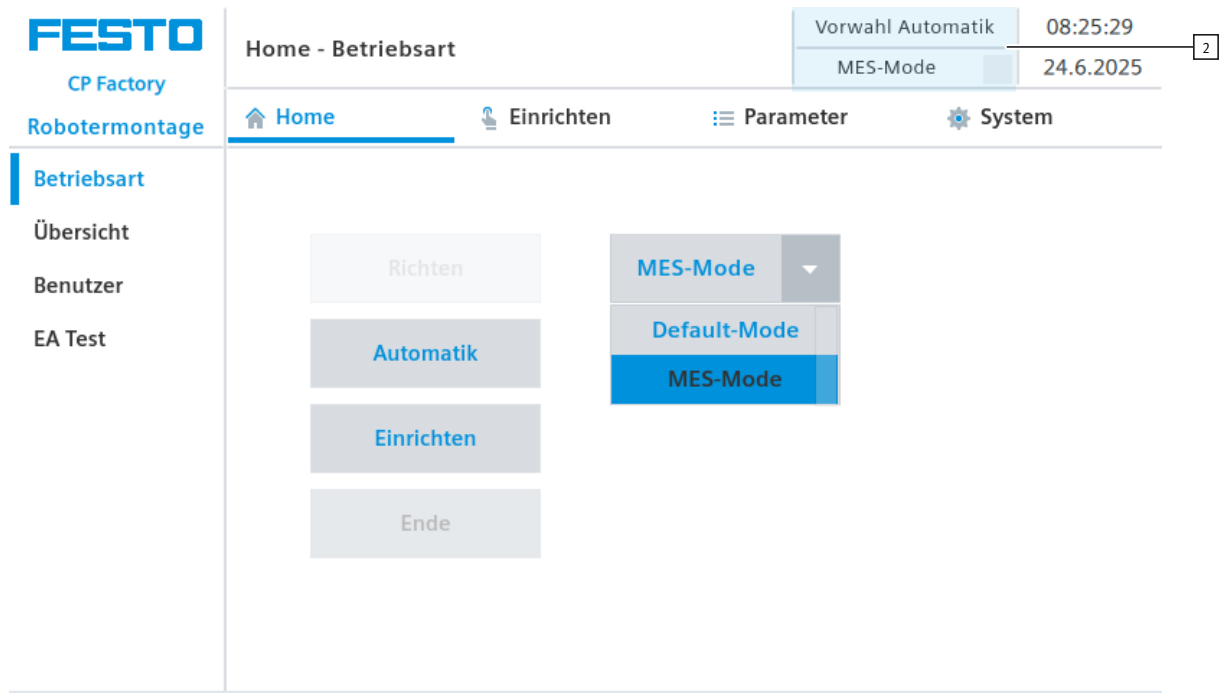 FESTO
CP Factory
Robotermontage
Home - Betriebsart
Vorwahl Automatik
MES-Mode
08:25:29
24.6.2025
2
Home
Einrichten
Parameter
System
Betriebsart
Übersicht
Benutzer
EA Test
Richten
Automatik
Einrichten
Ende
MES-Mode
Default-Mode
MES-Mode